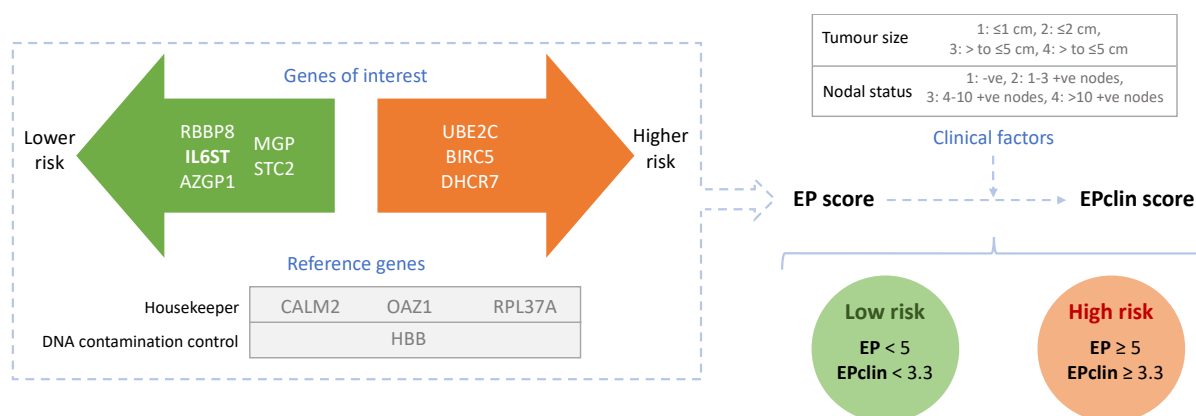 Genes of interest
Lower
risk
RBBP8
IL6ST
AZGP1
MGP
STC2
UBE2C
BIRC5
DHCR7
Higher
risk
Reference genes
Housekeeper CALM2 OAZ1 RPL37A
DNA contamination control HBB
Tumour size
1: ≤1 cm, 2: ≤2 cm,
3: > to ≤5 cm, 4: > to ≤5 cm
Nodal status
1: -ve, 2: 1-3 +ve nodes,
3: 4-10 +ve nodes, 4: >10 +ve nodes
Clinical factors
EP score
EPclin score
Low risk
EP < 5
EPclin < 3.3
High risk
EP ≥ 5
EPclin ≥ 3.3